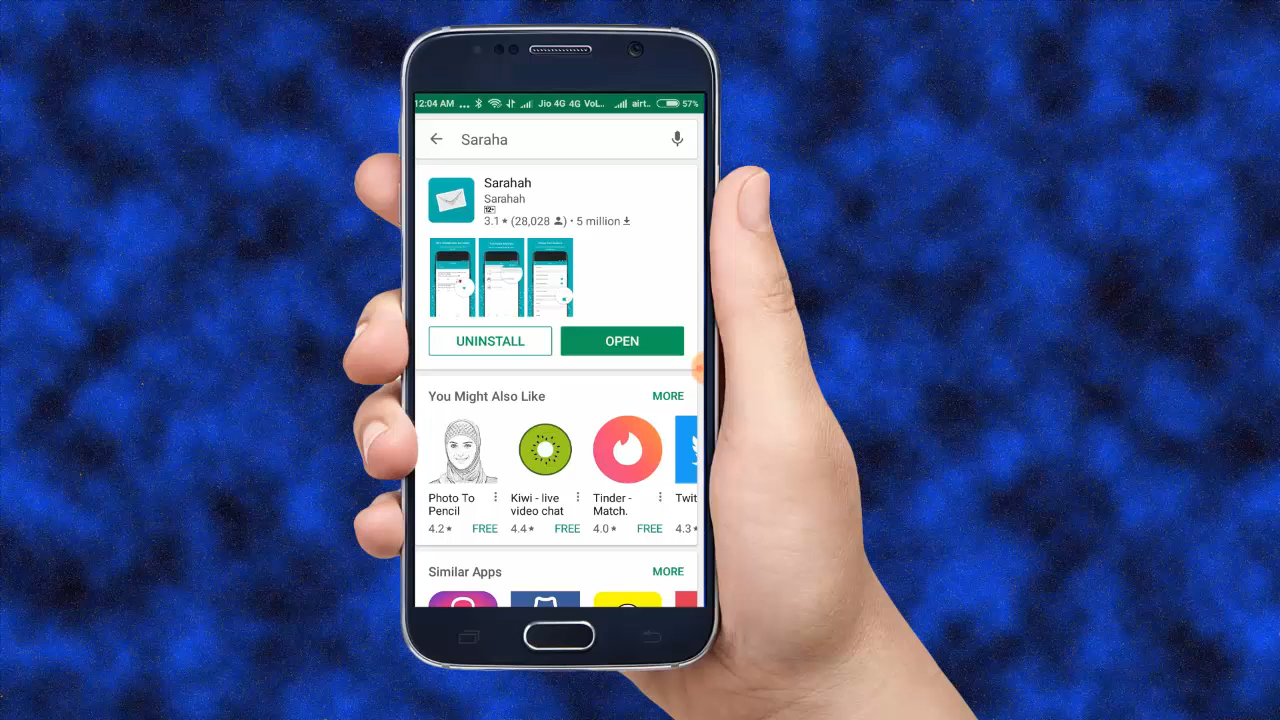 12:04 AM ... Jio 4G 4G VoL.. airt.. 57%
Saraha
Sarahah
Sarahah
12+
3.1★ (28,028) • 5 million
UNINSTALL OPEN
You Might Also Like MORE
Photo To Pencil
Kiwi - live video chat
Tinder - Match.
Twit
4.2★ FREE 4.4★ FREE 4.0★ FREE 4.3★
Similar Apps MORE